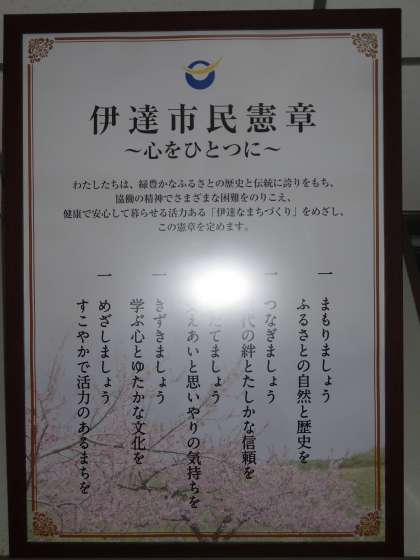 伊達市民憲章
～心をひとつに～
わたしたちは、緑豊かなふるさとの歴史と伝統に誇りをもち、
協働の精神でさまざまな困難をのりこえ、
健康で安心して暮らせる活力ある「伊達なまちづくり」をめざし、
この憲章を定めます。
一 まもりましょう
ふるさとの自然と歴史を
一 つなぎましょう
代の絆とたしかな信頼を
てましょう
えあいと思いやりの気持ちを
一 きずきましょう
学ぶ心とゆたかな文化を
一 めざしましょう
すこやかで活力のあるまちを